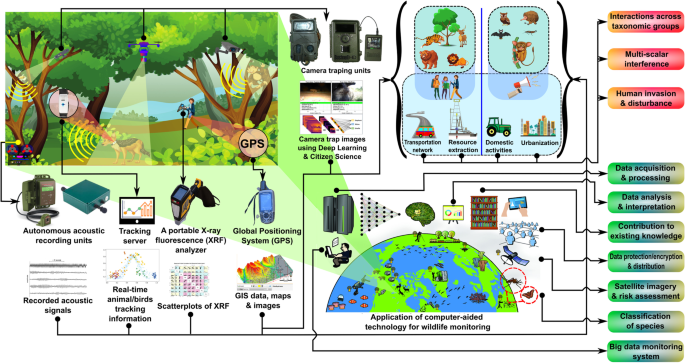 Interactions across
taxonomic groups
Multi-scalar
interference
Human invasion
& disturbance
Camera traping units
Camera trap images
using Deep Learning
& Citizen Science
Transportation
network
Resource
extraction
Domestic
activities
Urbanization
GPS
Autonomous acoustic
recording units
Tracking
server
A portable X-ray
fluoresence (XRF)
analyzer
Global Positioning
System (GPS)
Recorded acoustic
signals
Real-time
animal/birds
tracking
information
Scatterplots of XRF
GIS data, maps
& images
Application of computer-aided
technology for wildlife monitoring
Data acquisition
& processing
Data analysis
& interpretation
Contribution to
existing knowledge
Data protection/encryption
& distribution
Satellite imagery
& risk assessment
Classification
of species
Big data monitoring
system